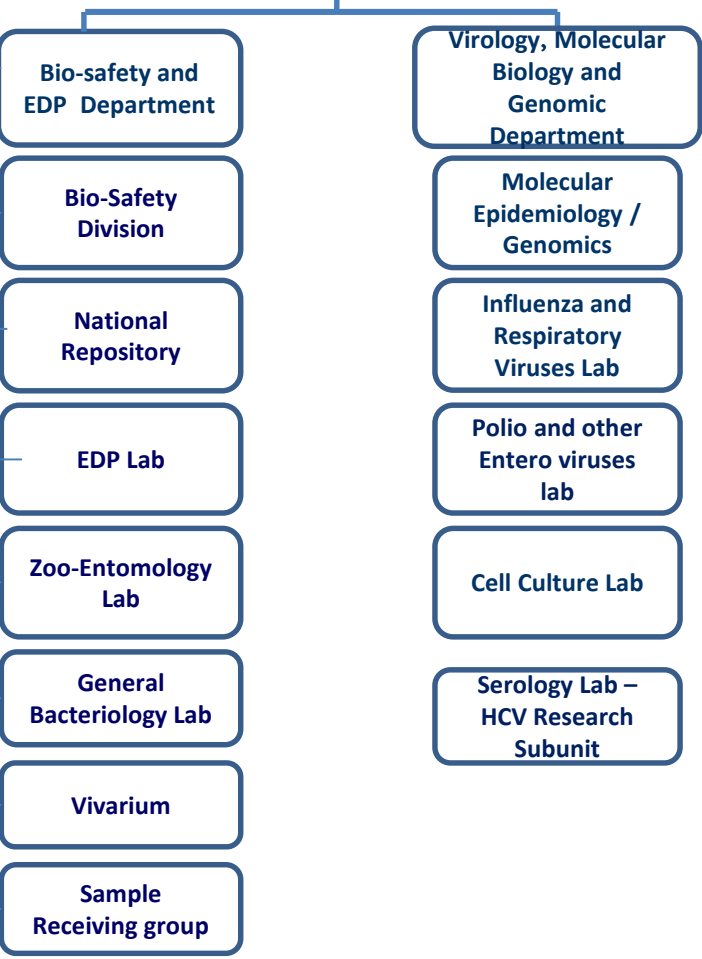 Bio-safety and
EDP Department
Bio-Safety
Division
National
Repository
EDP Lab
Zoo-Entomology
Lab
General
Bacteriology Lab
Vivarium
Sample
Receiving group
Virology, Molecular
Biology and
Genomic
Department
Molecular
Epidemiology /
Genomics
Influenza and
Respiratory
Viruses Lab
Polio and other
Entero viruses
lab
Cell Culture Lab
Serology Lab –
HCV Research
Subunit